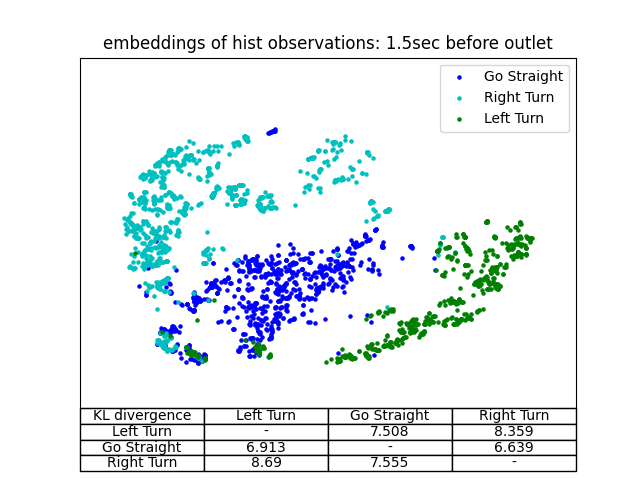 embeddings of hist observations: 1.5sec before outlet
Go Straight
Right Turn
Left Turn
KL divergence Left Turn Go Straight Right Turn
Left Turn - 7.508 8.359
Go Straight 6.913 - 6.639
Right Turn 8.69 7.555 -